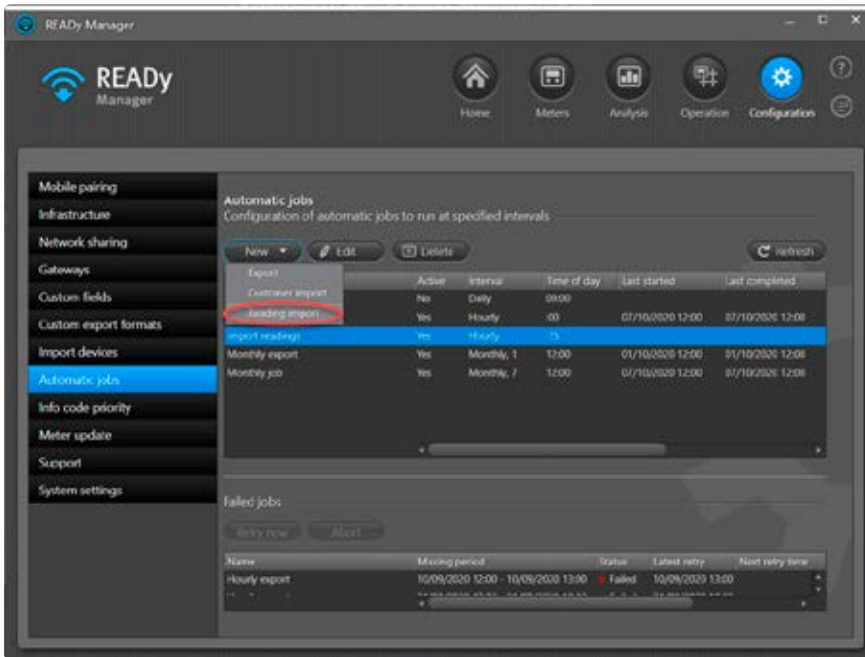 READy Manager
READy
Manager
Home
Meters
Analysis
Operation
Configuration
Mobile pairing
Infrastructure
Network sharing
Gateways
Custom fields
Custom export formats
Import devices
Automatic jobs
Info code priority
Meter update
Support
System settings
Automatic jobs
Configuration of automatic jobs to run at specified intervals
New Edit Delete Refresh
Export
Customer import
Reading import
Active Interval Time of day Last started Last completed
No Daily 09:00
Yes Hourly :00 07/10/2020 12:00 07/10/2020 12:00
Import readings Yes Hourly :15
Monthly export Yes Monthly, 1 12:00 01/10/2020 12:00 01/10/2020 12:00
Monthly job Yes Monthly, 7 12:00 07/10/2020 12:00 07/10/2020 12:00
Failed jobs
Retry now Abort
Name Missing period Status Latest retry Next retry time
Hourly export 10/09/2020 12:00 - 10/09/2020 13:00 Failed 10/09/2020 13:00